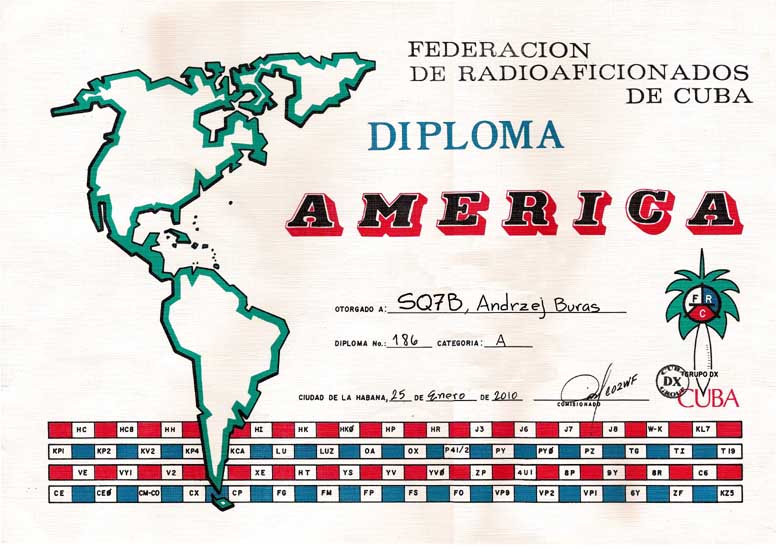 FEDERACION
DE RADIOAFICIONADOS
DE CUBA
DIPLOMA
AMERICA
OTORGADO A: SQ7B, Andrzej Buras
DIPLOMA No.: 186 CATEGORIA: A
F R C
CIUDAD DE LA HABANA, 25 DE Enero DE 2010
CO2WF
COMISIONADO
CUBA DX GROUP
GRUPO DX
CUBA
HC HC8 HH HI HK HKØ HP HR J3 J6 J7 J8 W-K KL7
KP1 KP2 KV2 KP4 KCA LU LUZ OA OX P41/2 PY PYØ PZ TG TI T19
VE VY1 V2 XE HT YS YV YVØ ZP 4U1 8P 9Y 8R C6
CE CEØ CM-CO CX CP FG FM FP FS FO VP9 VP2 VP1 6Y ZF KZ5